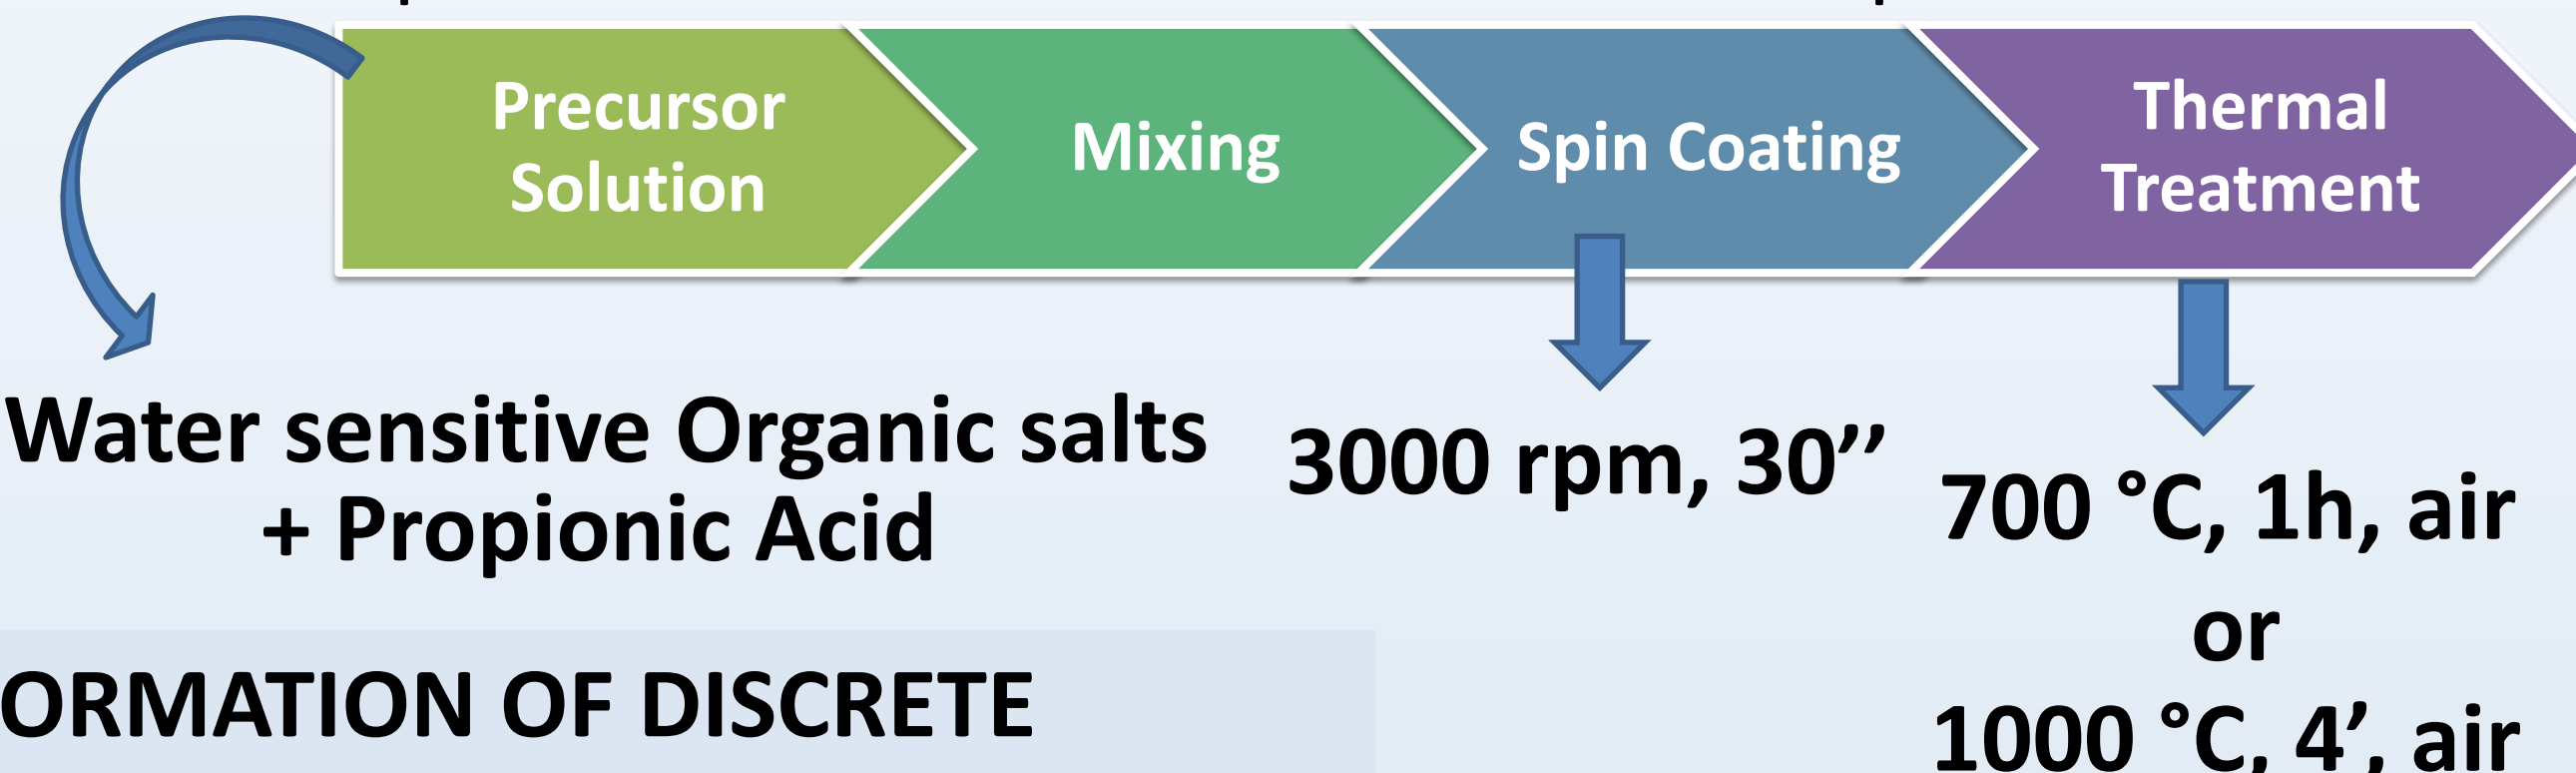 Precursor
Solution
Mixing
Spin Coating
Thermal
Treatment
Water sensitive Organic salts
+ Propionic Acid
3000 rpm, 30’’
700 °C, 1h, air
or
1000 °C, 4’, air
ORMATION OF DISCRETE